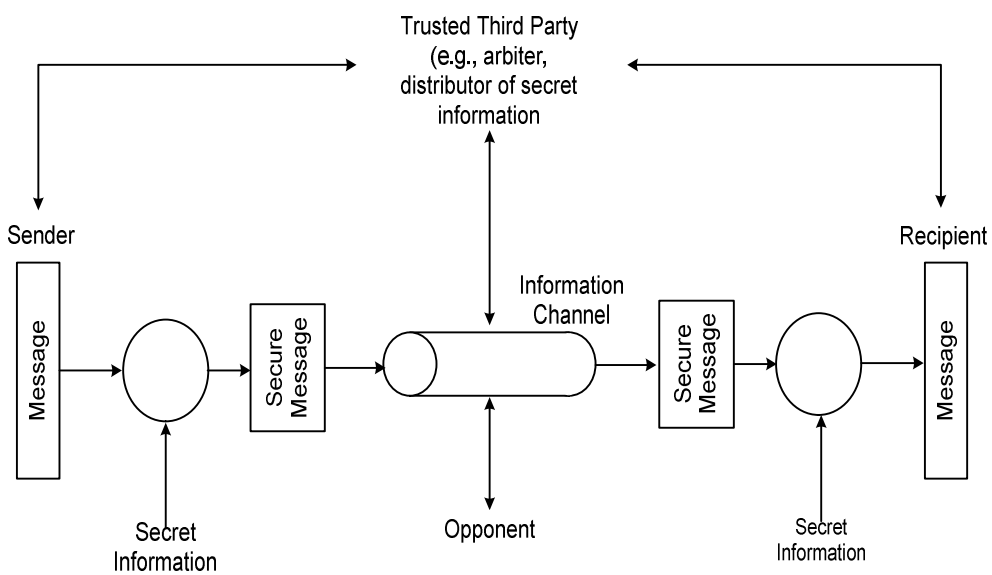 Trusted Third Party
(e.g., arbiter,
distributor of secret
information
Sender
Recipient
Information
Channel
Message
Secure
Message
Secure
Message
Message
Secret
Information
Opponent
Secret
Information